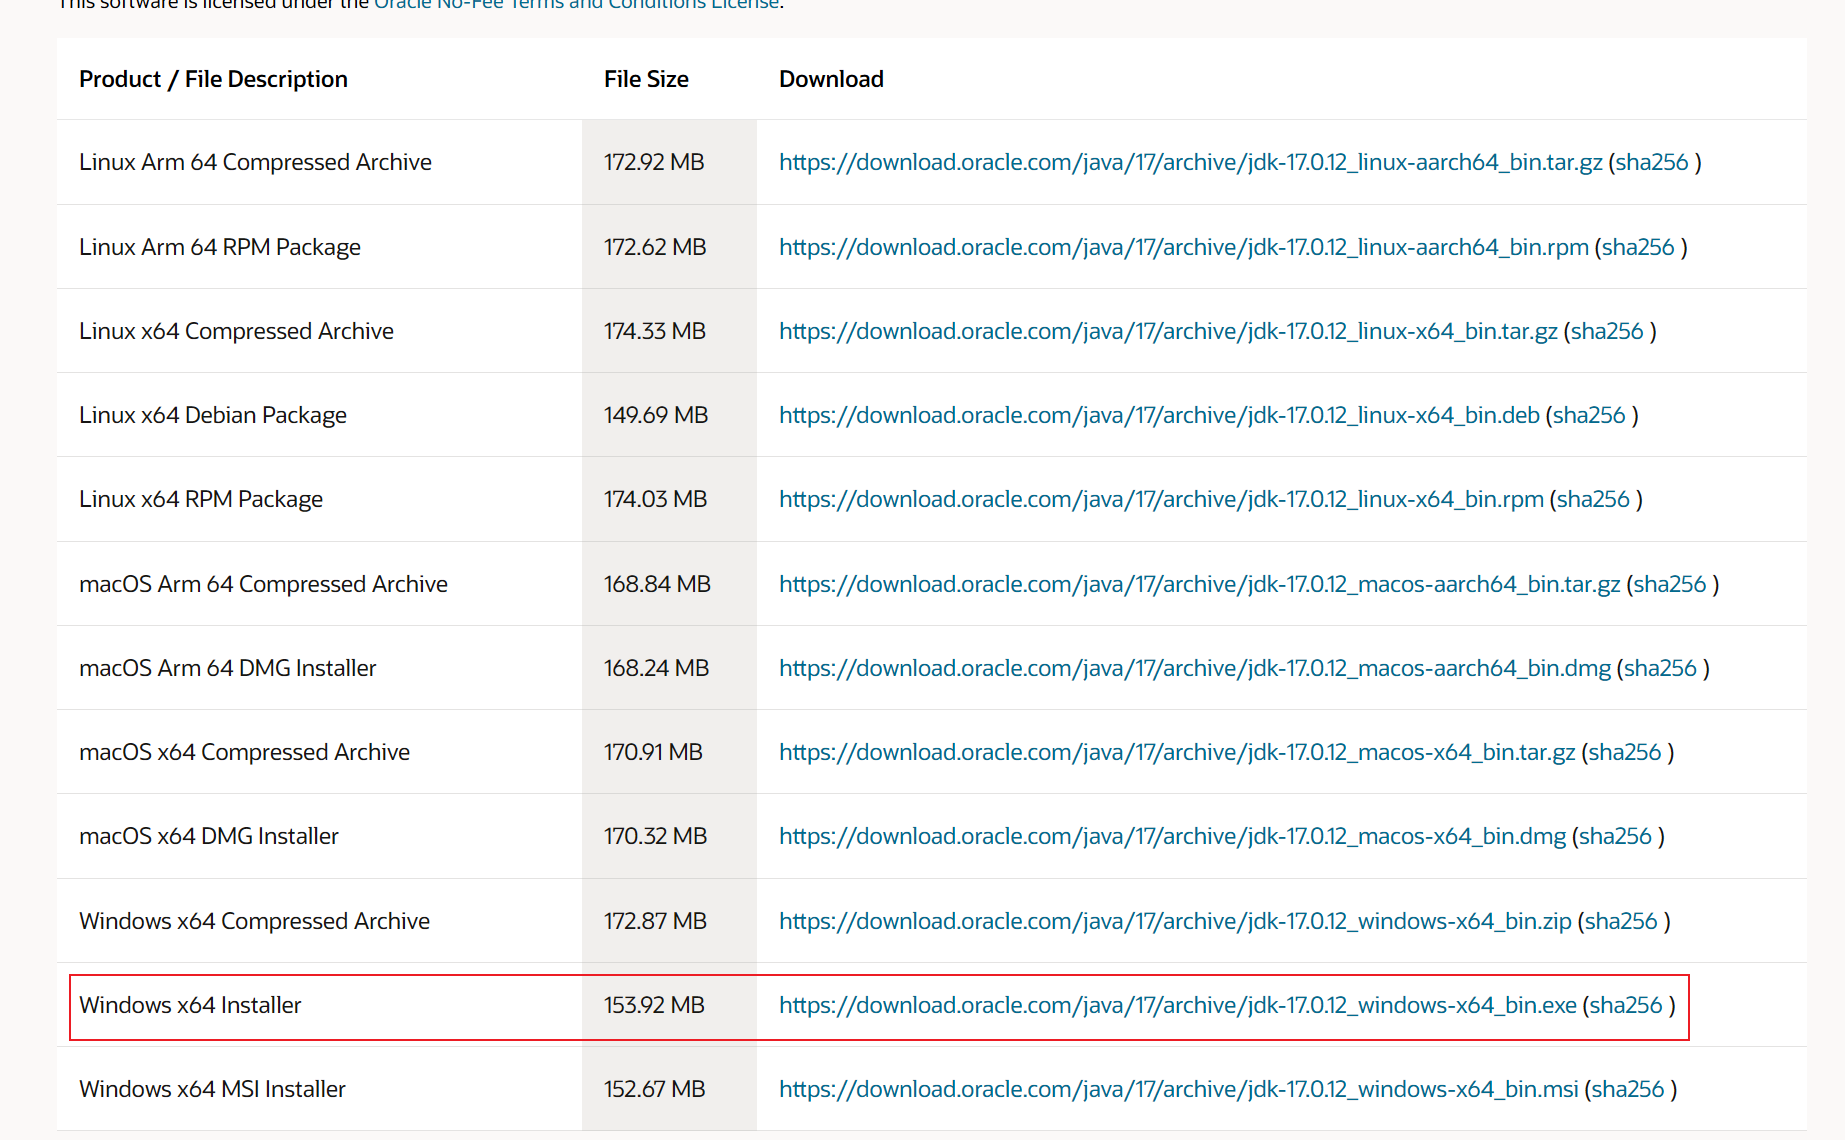 This software is licensed under the Oracle No-Fee Terms and Conditions License.
Product / File Description File Size Download
Linux Arm 64 Compressed Archive 172.92 MB https://download.oracle.com/java/17/archive/jdk-17.0.12_linux-aarch64_bin.tar.gz (sha256 )
Linux Arm 64 RPM Package 172.62 MB https://download.oracle.com/java/17/archive/jdk-17.0.12_linux-aarch64_bin.rpm (sha256 )
Linux x64 Compressed Archive 174.33 MB https://download.oracle.com/java/17/archive/jdk-17.0.12_linux-x64_bin.tar.gz (sha256 )
Linux x64 Debian Package 149.69 MB https://download.oracle.com/java/17/archive/jdk-17.0.12_linux-x64_bin.deb (sha256 )
Linux x64 RPM Package 174.03 MB https://download.oracle.com/java/17/archive/jdk-17.0.12_linux-x64_bin.rpm (sha256 )
macOS Arm 64 Compressed Archive 168.84 MB https://download.oracle.com/java/17/archive/jdk-17.0.12_macos-aarch64_bin.tar.gz (sha256 )
macOS Arm 64 DMG Installer 168.24 MB https://download.oracle.com/java/17/archive/jdk-17.0.12_macos-aarch64_bin.dmg (sha256 )
macOS x64 Compressed Archive 170.91 MB https://download.oracle.com/java/17/archive/jdk-17.0.12_macos-x64_bin.tar.gz (sha256 )
macOS x64 DMG Installer 170.32 MB https://download.oracle.com/java/17/archive/jdk-17.0.12_macos-x64_bin.dmg (sha256 )
Windows x64 Compressed Archive 172.87 MB https://download.oracle.com/java/17/archive/jdk-17.0.12_windows-x64_bin.zip (sha256 )
Windows x64 Installer 153.92 MB https://download.oracle.com/java/17/archive/jdk-17.0.12_windows-x64_bin.exe (sha256 )
Windows x64 MSI Installer 152.67 MB https://download.oracle.com/java/17/archive/jdk-17.0.12_windows-x64_bin.msi (sha256 )